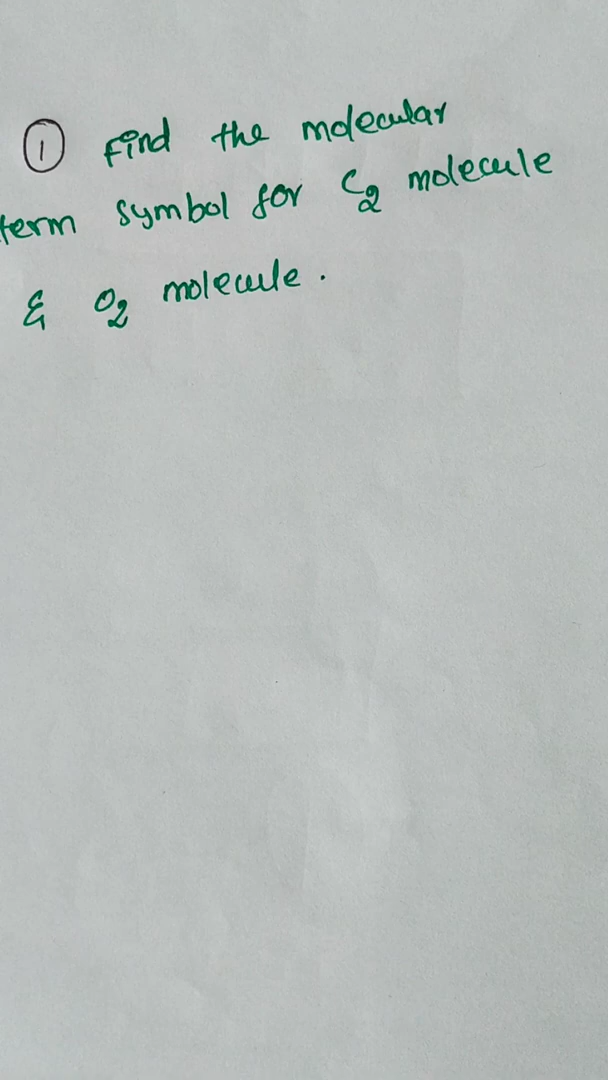 ① Find the molecular
term symbol for C₂ molecule
& O₂ molecule.